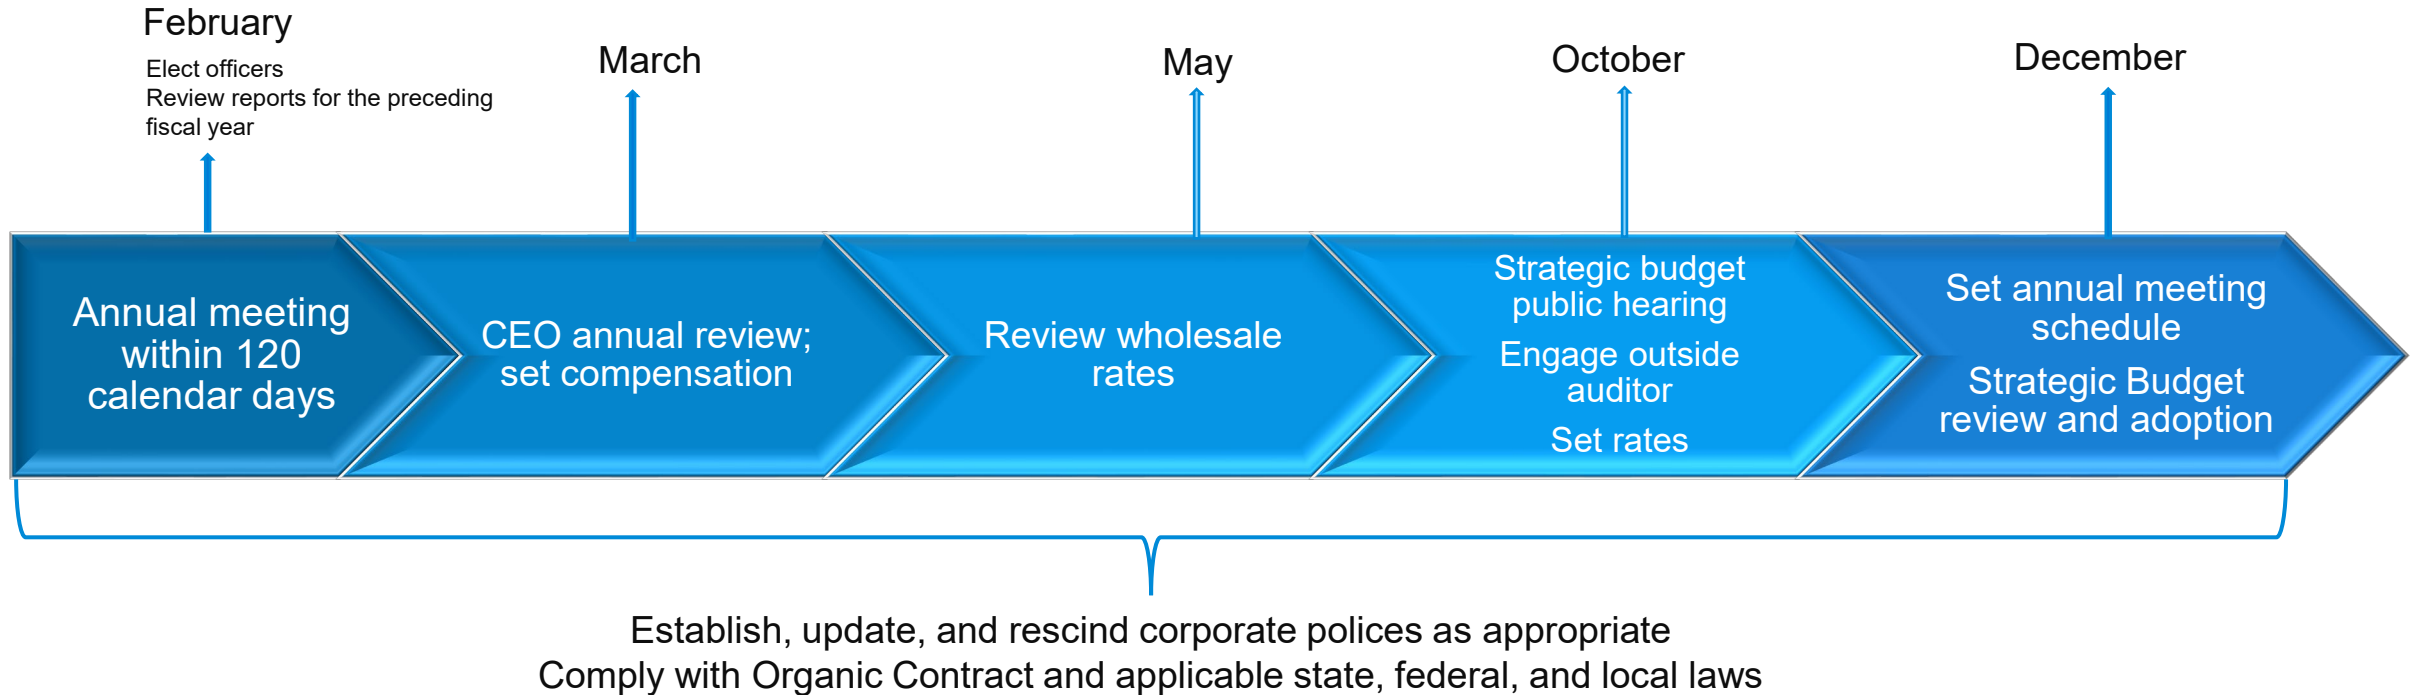 February
Elect officers
Review reports for the preceding
fiscal year
March
May
October
December
Annual meeting
within 120
calendar days
CEO annual review;
set compensation
Review wholesale
rates
Strategic budget
public hearing
Engage outside
auditor
Set rates
Set annual meeting
schedule
Strategic Budget
review and adoption
Establish, update, and rescind corporate polices as appropriate
Comply with Organic Contract and applicable state, federal, and local laws